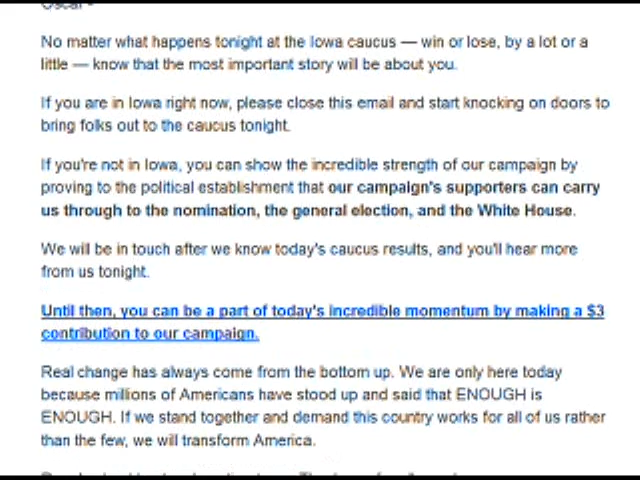 Oscar -
No matter what happens tonight at the Iowa caucus — win or lose, by a lot or a
little — know that the most important story will be about you.
If you are in Iowa right now, please close this email and start knocking on doors to
bring folks out to the caucus tonight.
If you're not in Iowa, you can show the incredible strength of our campaign by
proving to the political establishment that our campaign's supporters can carry
us through to the nomination, the general election, and the White House.
We will be in touch after we know today's caucus results, and you'll hear more
from us tonight.
Until then, you can be a part of today's incredible momentum by making a $3
contribution to our campaign.
Real change has always come from the bottom up. We are only here today
because millions of Americans have stood up and said that ENOUGH is
ENOUGH. If we stand together and demand this country works for all of us rather
than the few, we will transform America.